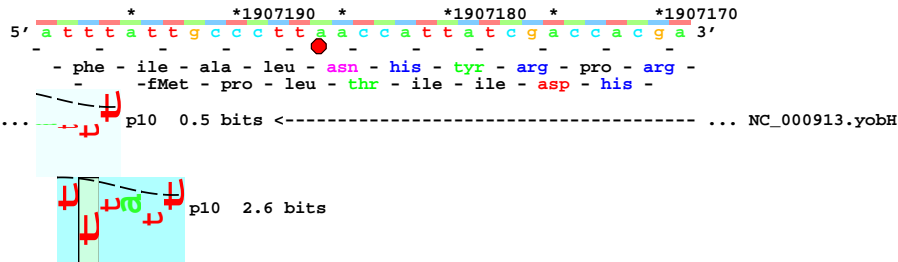 * *1907190 * *1907180 * *1907170
5' a t t t a t t g c c c t t a a c c a t t a t c g a c c a c g a 3'
- - - - - - - - - -
- phe - ile - ala - leu - asn - his - tyr - arg - pro - arg -
- -fMet - pro - leu - thr - ile - ile - asp - his -
... t t t p10 0.5 bits <--------------------------------------- ... NC_000913.yobH
t t t a t t p10 2.6 bits